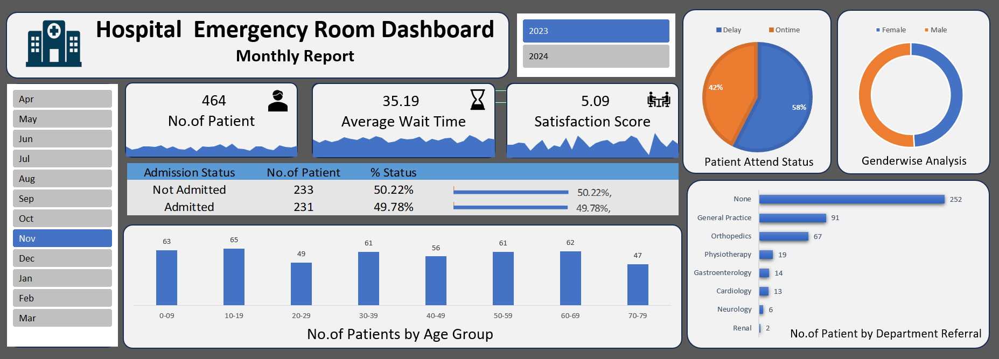 Hospital  Emergency Room Dashboard
Monthly Report
2023
2024
Apr
May
Jun
Jul
Aug
Sep
Oct
Nov
Dec
Jan
Feb
Mar
464
No.of Patient
35.19
Average Wait Time
5.09
Satisfaction Score
Admission Status No.of Patient % Status
Not Admitted 233 50.22% 50.22%,
Admitted 231 49.78% 49.78%,
63 65 49 61 56 61 62 47
0-09 10-19 20-29 30-39 40-49 50-59 60-69 70-79
No.of Patients by Age Group
Delay Ontime
42%
58%
Patient Attend Status
Female Male
Genderwise Analysis
None 252
General Practice 91
Orthopedics 67
Physiotherapy 19
Gastroenterology 14
Cardiology 13
Neurology 6
Renal 2
No.of Patient by Department Referral